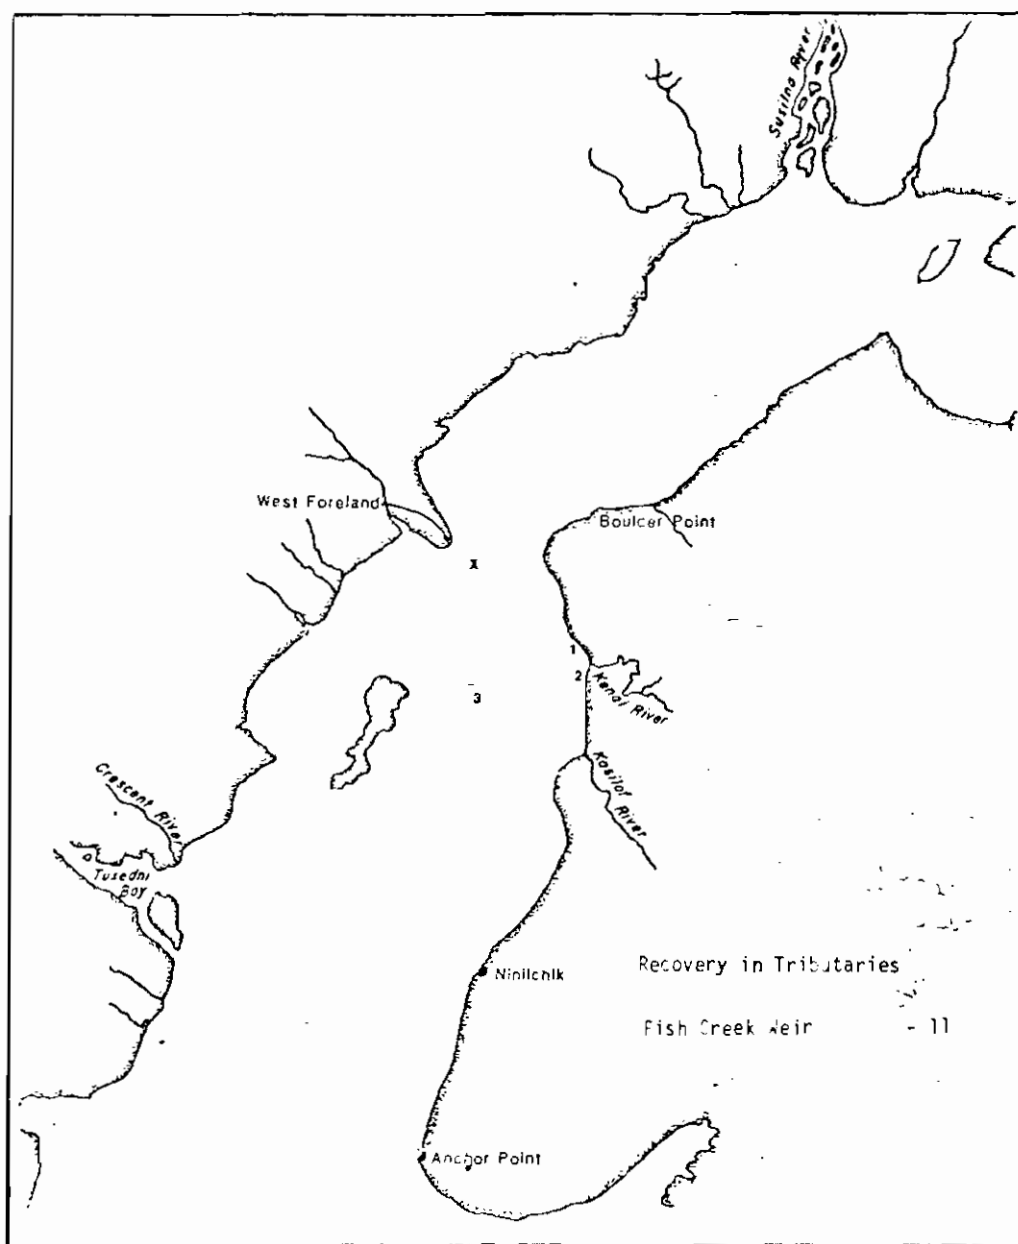 Susitna River
West Foreland
Boulder Point
X
1
2
3
Kenai River
Kasilof River
Crescent River
Tuxedni
Bay
Ninilchik
Recovery in Tributaries
Fish Creek Weir - 11
Anchor Point